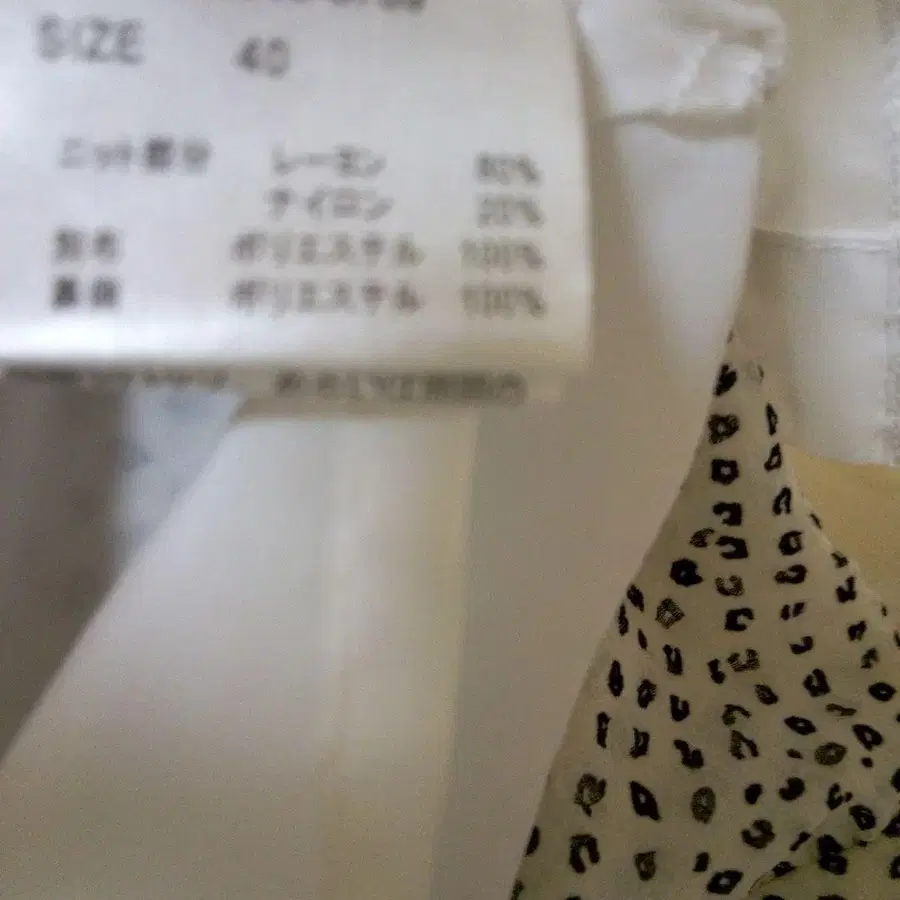 SIZE 40
ニット部分 レーヨン 80%
ナイロン 20%
別布 ポリエステル 100%
裏地 ポリエステル 100%